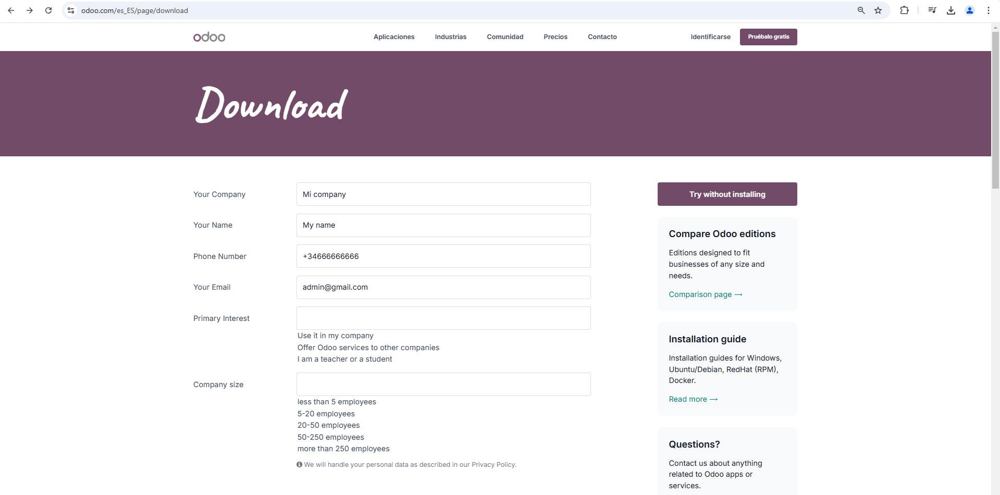 odoo.com/es_ES/page/download
odoo
Aplicaciones
Industrias
Comunidad
Precios
Contacto
Identificarse
Pruébalo gratis
Download
Your Company
Mi company
Your Name
My name
Phone Number
+34666666666
Your Email
admin@gmail.com
Primary Interest
Use it in my company
Offer Odoo services to other companies
I am a teacher or a student
Company size
less than 5 employees
5-20 employees
20-50 employees
50-250 employees
more than 250 employees
We will handle your personal data as described in our Privacy Policy.
Try without installing
Compare Odoo editions
Editions designed to fit
businesses of any size and
needs.
Comparison page →
Installation guide
Installation guides for Windows,
Ubuntu/Debian, RedHat (RPM),
Docker.
Read more →
Questions?
Contact us about anything
related to Odoo apps or
services.